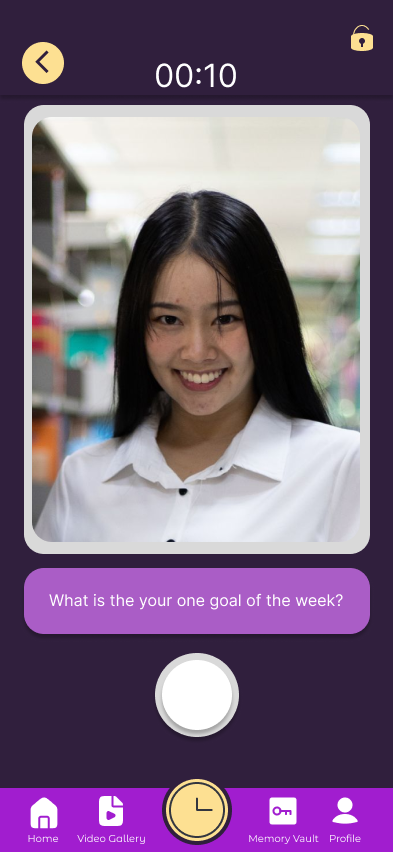 00:10
What is the your one goal of the week?
Home
Video Gallery
Memory Vault
Profile